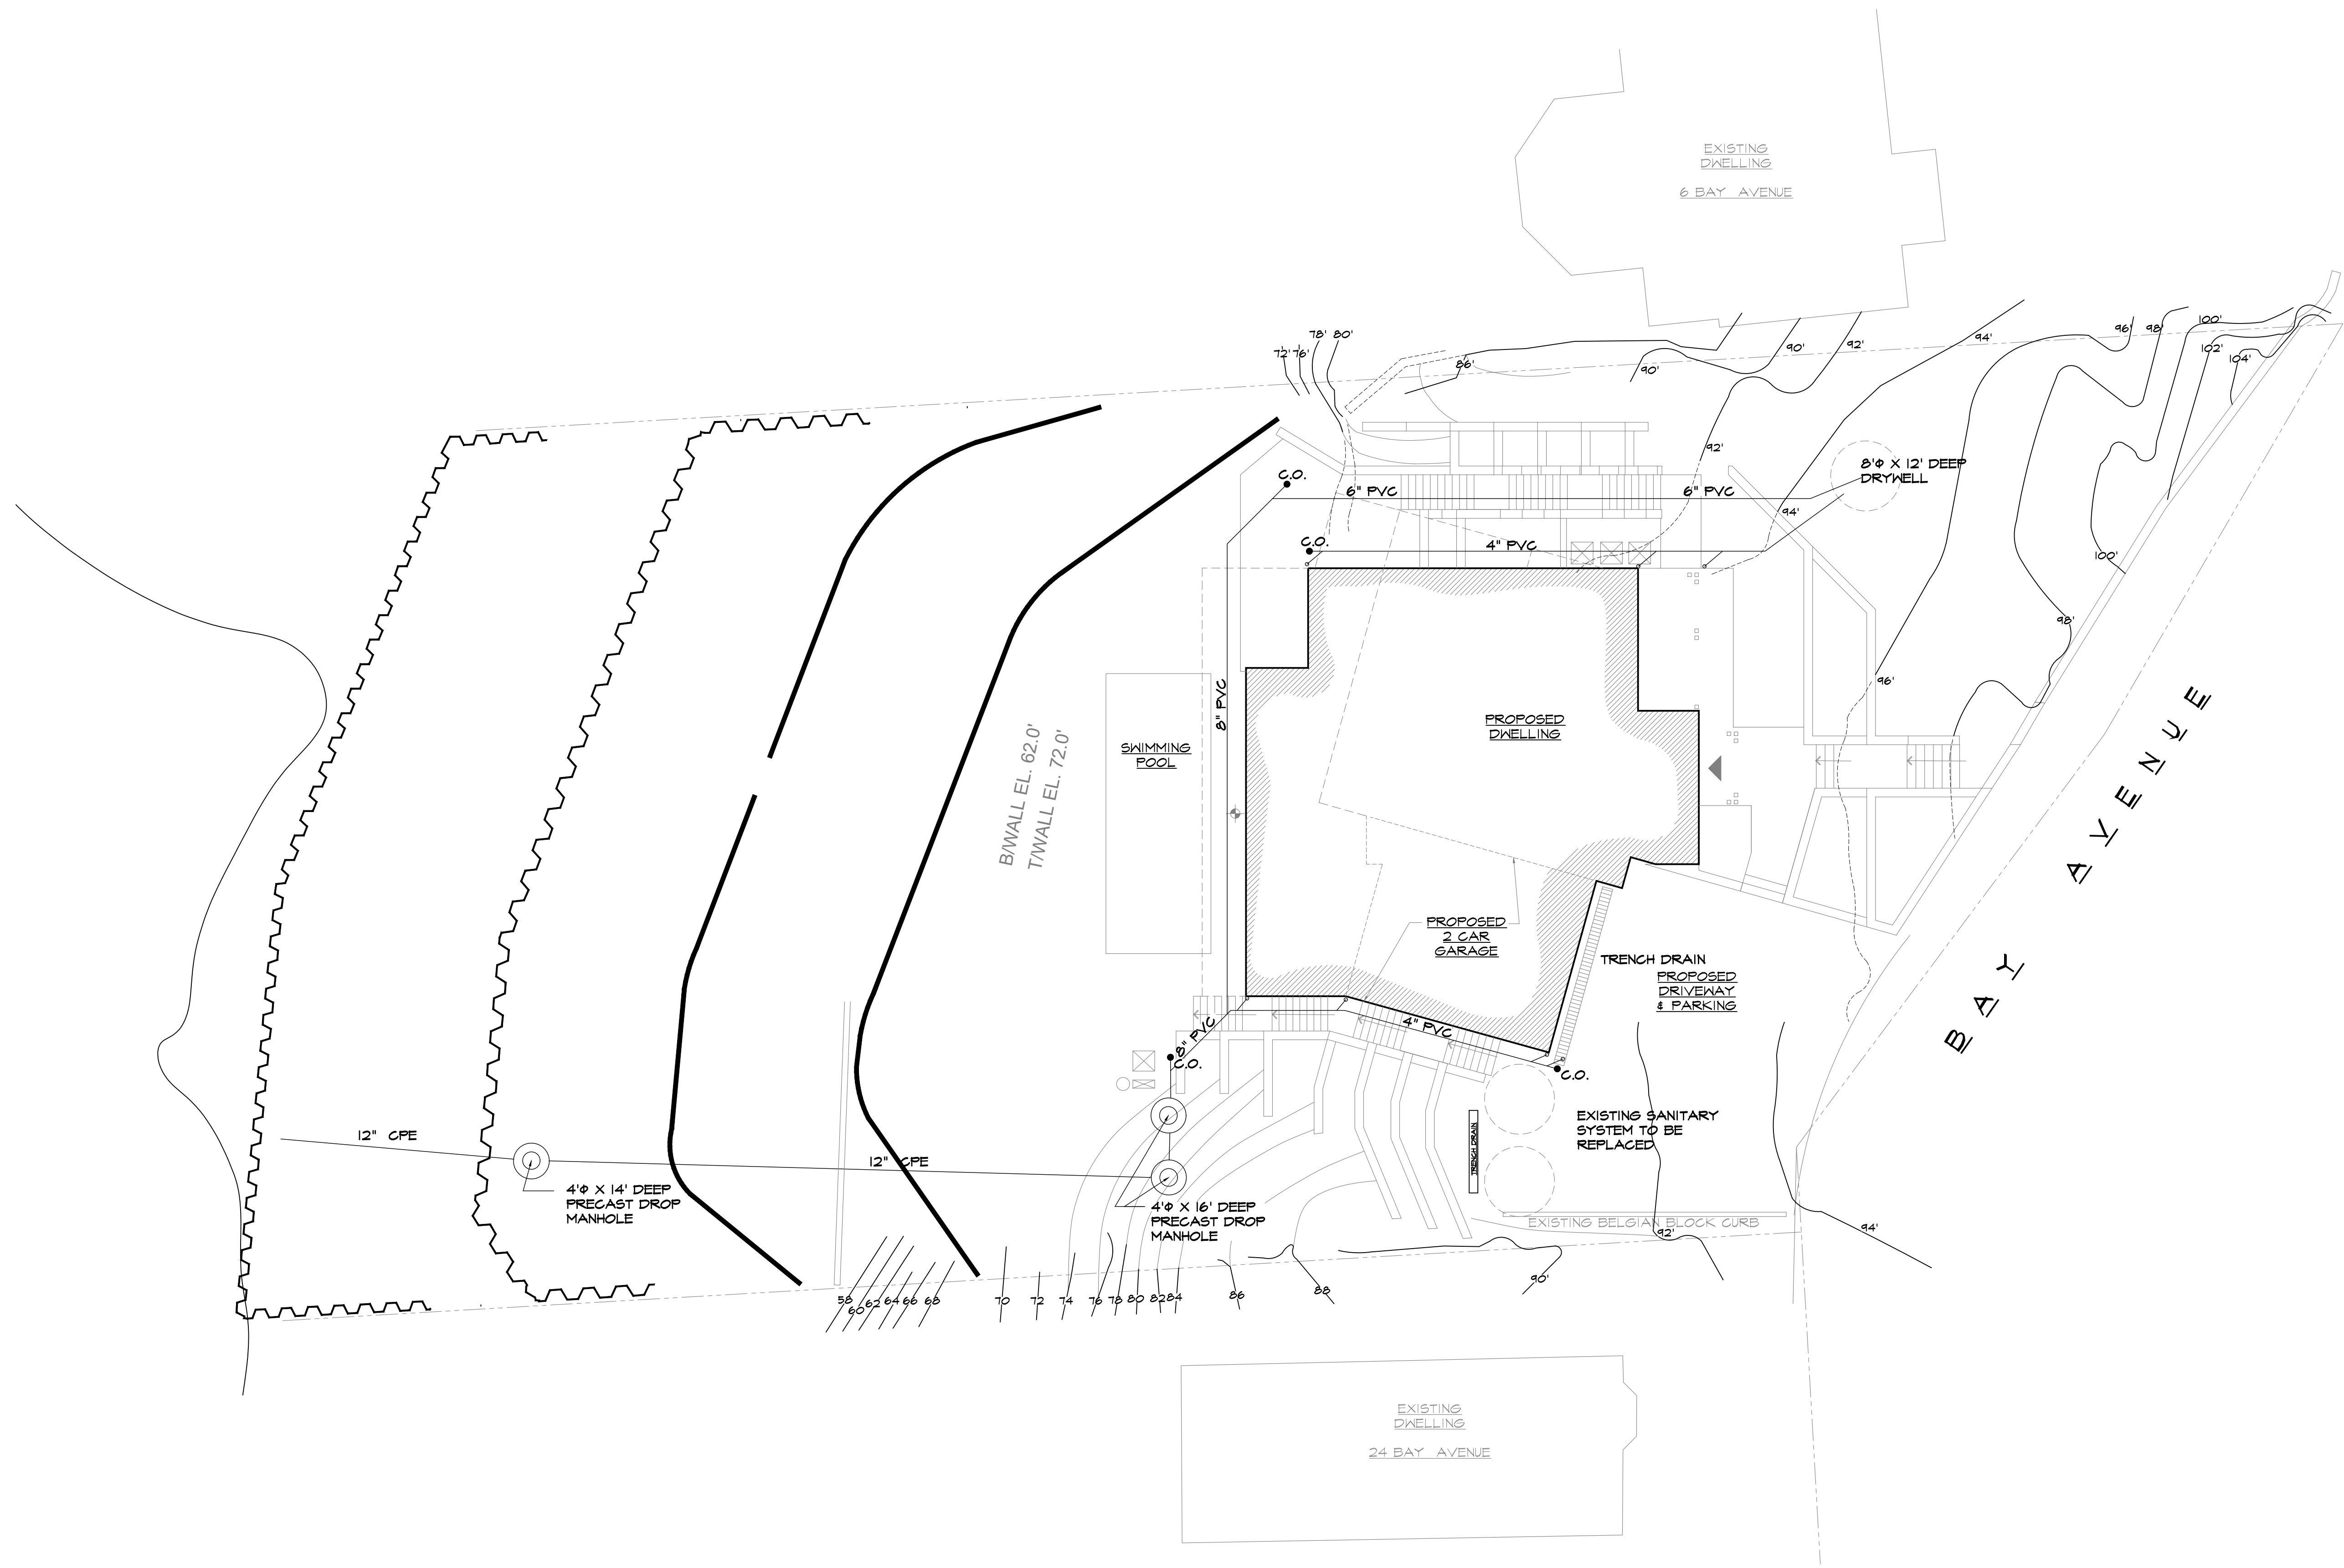 EXISTING
DWELLING
6 BAY AVENUE
78' 80'
72' 76'
86'
90'
90'
92'
94'
96'
98'
100'
102'
104'
92'
94'
8'Φ X 12' DEEP
DRYWELL
C.O.
6" PVC
6" PVC
C.O.
4" PVC
100'
98'
96'
8" PVC
SWIMMING
POOL
B/WALL EL. 62.0'
T/WALL EL. 72.0'
PROPOSED
DWELLING
PROPOSED
2 CAR
GARAGE
TRENCH DRAIN
PROPOSED
DRIVEWAY
& PARKING
BAY AVENUE
8" PVC
C.O.
4" PVC
C.O.
TRENCH DRAIN
EXISTING SANITARY
SYSTEM TO BE
REPLACED
12" CPE
12" CPE
4'Φ X 14' DEEP
PRECAST DROP
MANHOLE
4'Φ X 16' DEEP
PRECAST DROP
MANHOLE
EXISTING BELGIAN BLOCK CURB
92'
94'
90'
58
60
62
64
66
68
70
72
74
76
78
80
82
84
86
88
EXISTING
DWELLING
24 BAY AVENUE